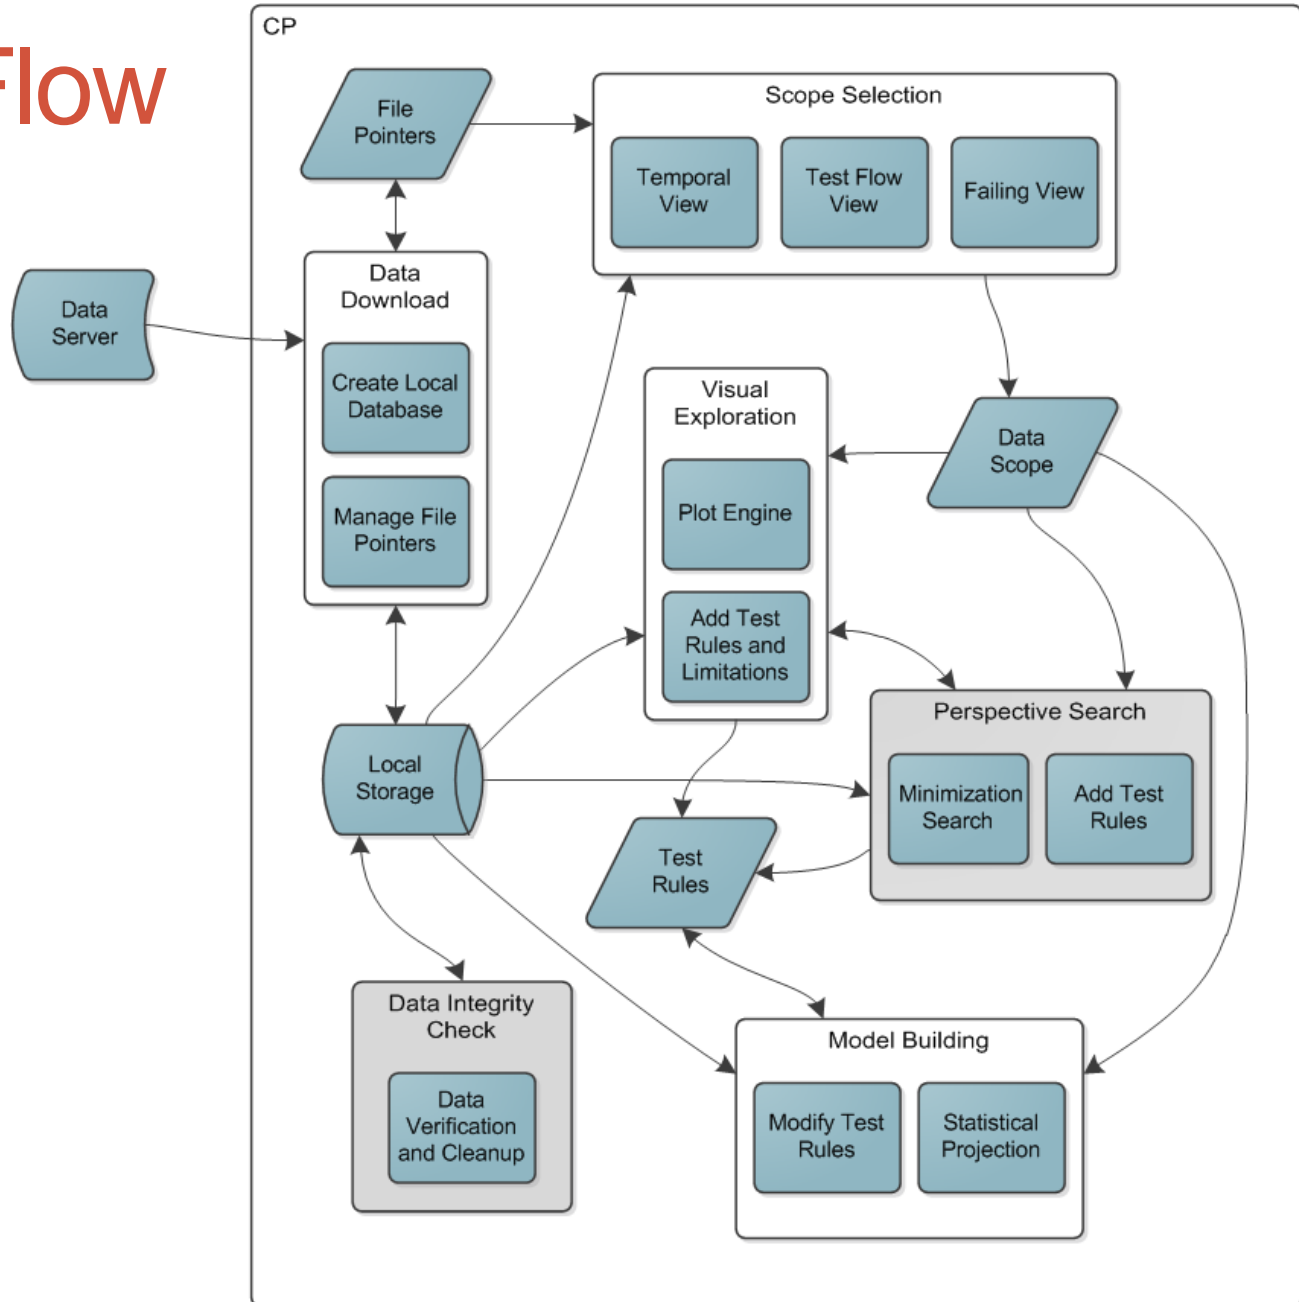 Flow
CP
File
Pointers
Scope Selection
Temporal
View
Test Flow
View
Failing View
Data
Server
Data
Download
Create Local
Database
Manage File
Pointers
Visual
Exploration
Plot Engine
Add Test
Rules and
Limitations
Data
Scope
Perspective Search
Minimization
Search
Add Test
Rules
Local
Storage
Test
Rules
Data Integrity
Check
Data
Verification
and Cleanup
Model Building
Modify Test
Rules
Statistical
Projection